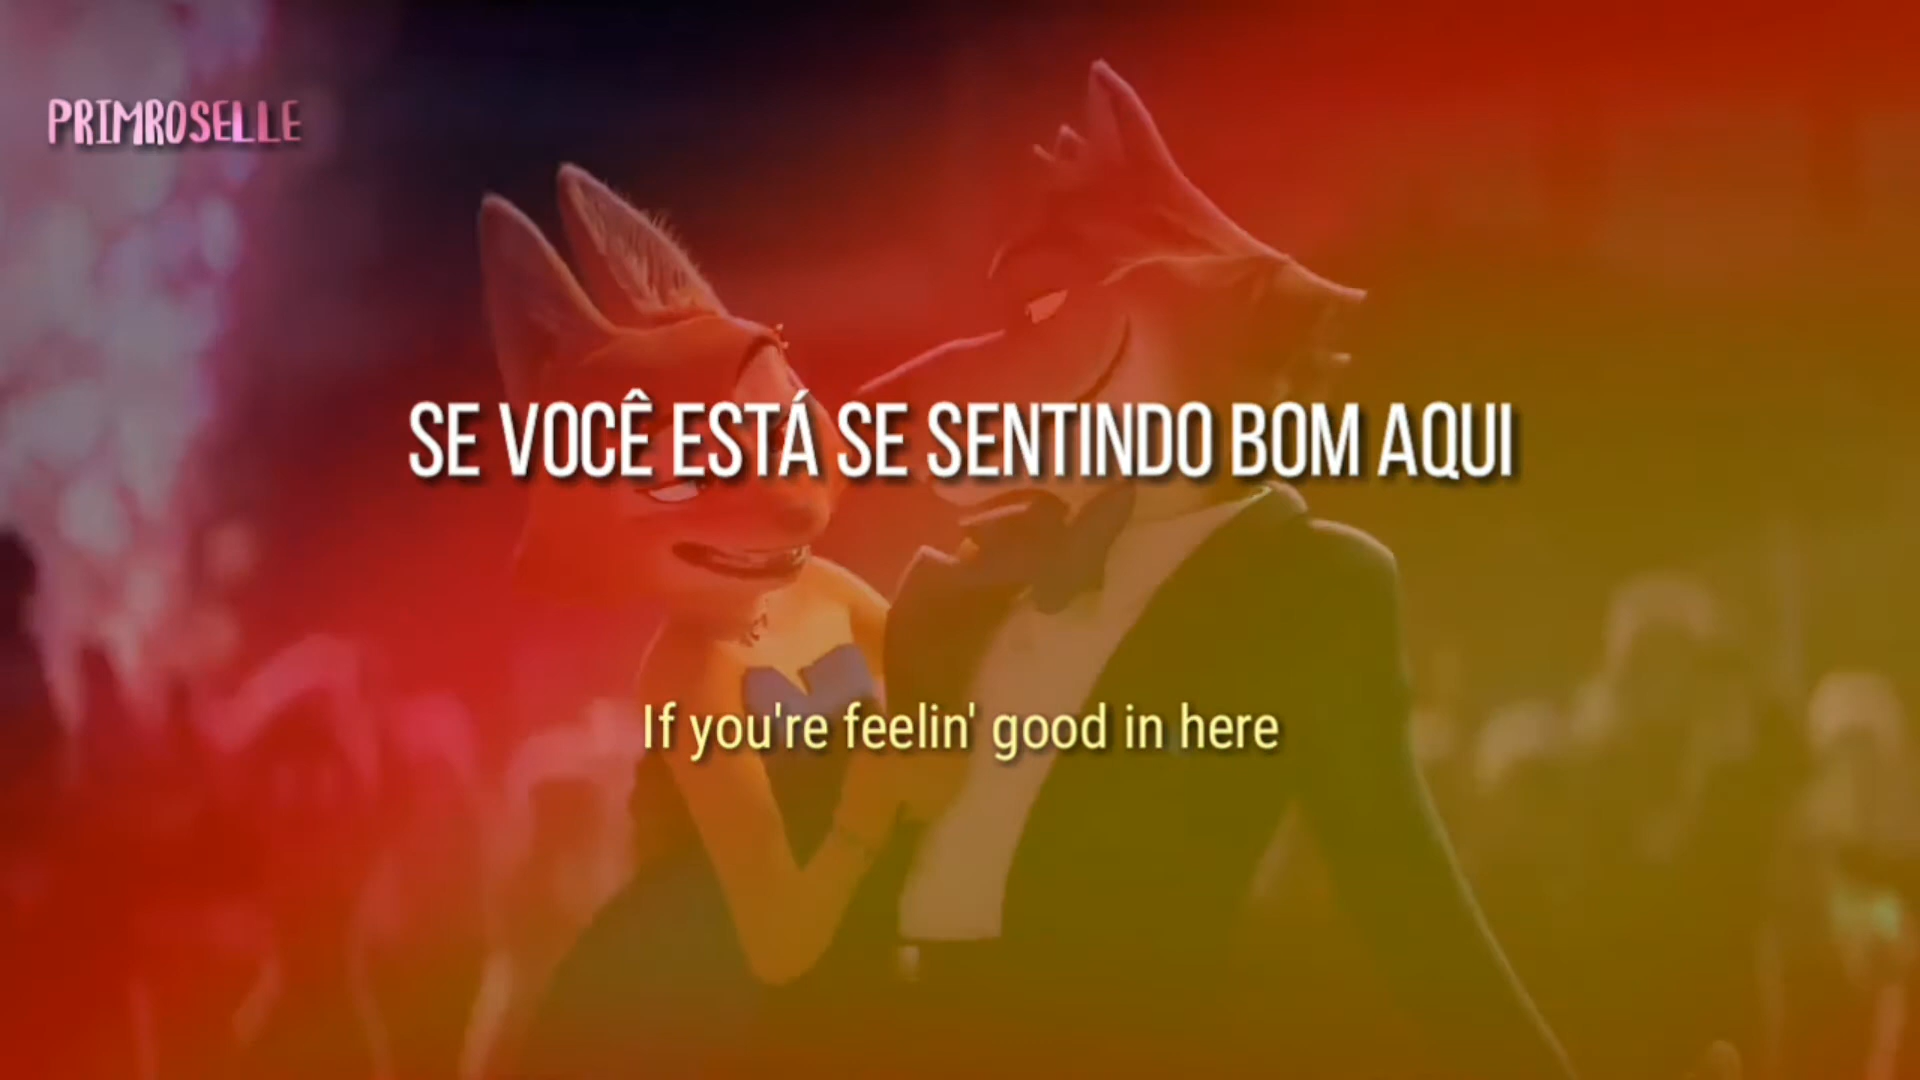 PRIMROSELLE
SE VOCÊ ESTÁ SE SENTINDO BOM AQUI
If you're feelin' good in here